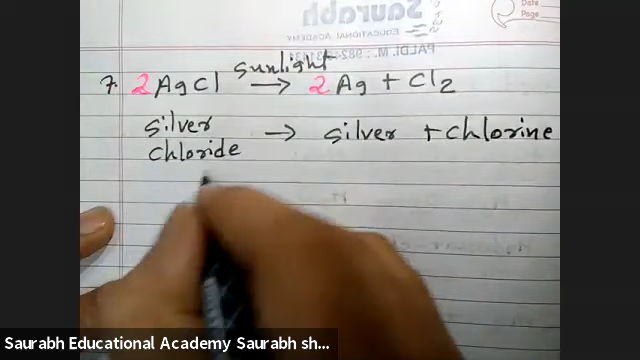 Saurabh
EDUCATIONAL ACADEMY
Date
Page
7. 2AgCl sunlight → 2Ag + Cl2
silver chloride → silver + chlorine
Saurabh Educational Academy Saurabh sh...